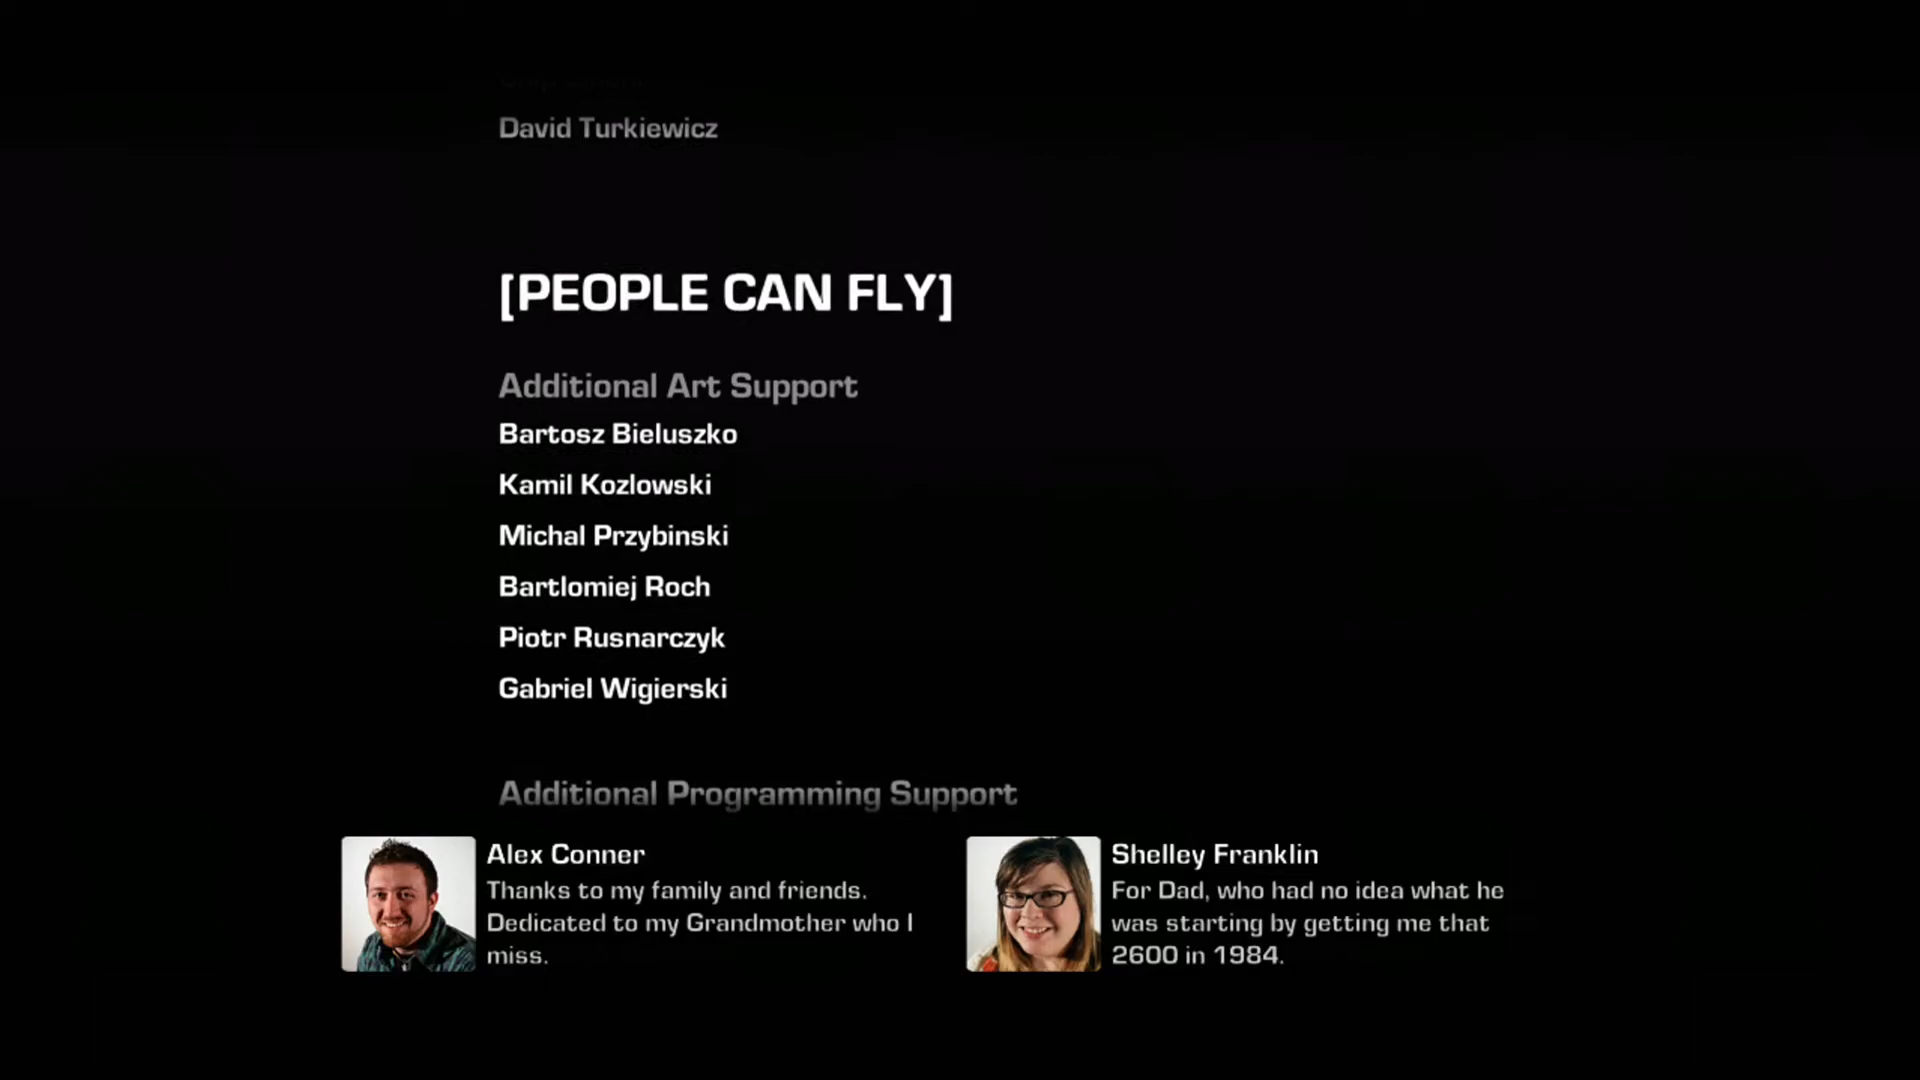 David Turkiewicz
[PEOPLE CAN FLY]
Additional Art Support
Bartosz Bieluszko
Kamil Kozlowski
Michal Przybinski
Bartlomiej Roch
Piotr Rusnarczyk
Gabriel Wigierski
Additional Programming Support
Alex Conner
Thanks to my family and friends.
Dedicated to my Grandmother who I
miss.
Shelley Franklin
For Dad, who had no idea what he
was starting by getting me that
2600 in 1984.